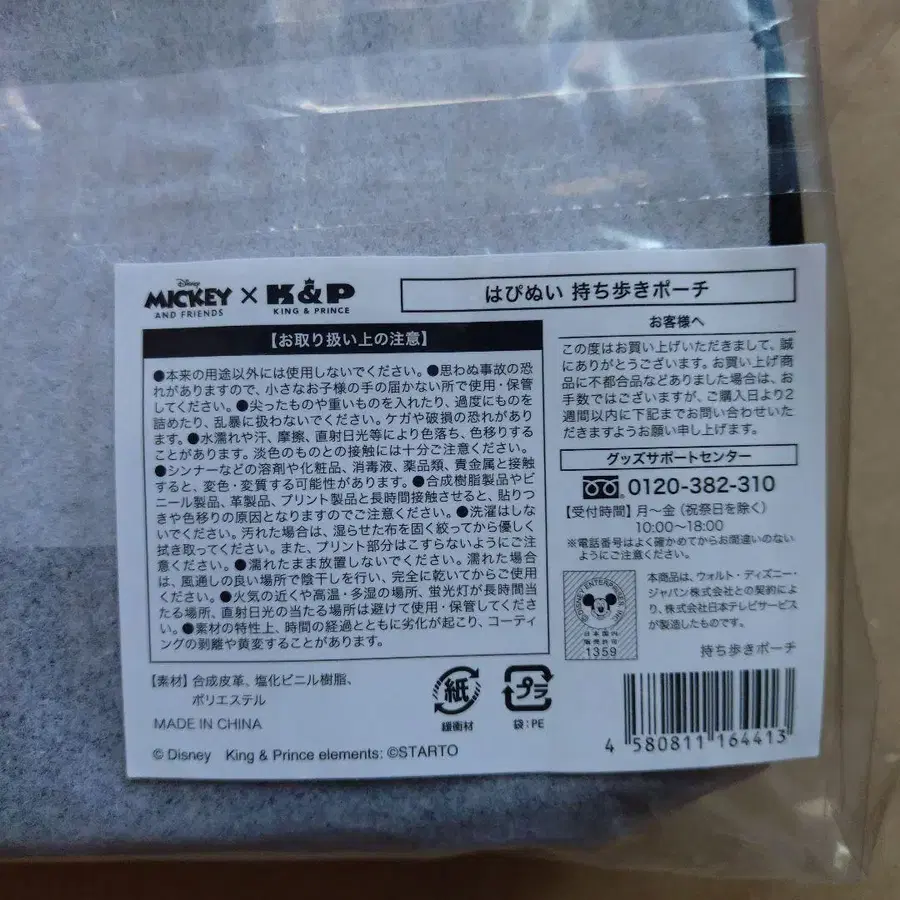 Disney
MICKEY
AND FRIENDS
×
K&P
KING & PRINCE
はぴぬい 持ち歩きポーチ
【お取り扱い上の注意】
●本来の用途以外には使用しないでください。●思わぬ事故の恐
れがありますので、小さなお子様の手の届かない所で使用・保管
してください。●尖ったものや重いものを入れたり、過度にものを
詰めたり、乱暴に扱わないでください。ケガや破損の恐れがあり
ます。●水濡れや汗、摩擦、直射日光等により色落ち、色移りする
ことがあります。淡色のものとの接触には十分ご注意ください。
●シンナーなどの溶剤や化粧品、消毒液、薬品類、貴金属と接触
すると、変色・変質する可能性があります。●合成樹脂製品やビ
ニール製品、革製品、プリント製品と長時間接触させると、貼りつ
きや色移りの原因となりますのでご注意ください。●洗濯はしな
いでください。汚れた場合は、湿らせた布を固く絞ってから優しく
拭き取ってください。また、プリント部分はこすらないようにご注
意ください。●濡れたまま放置しないでください。濡れた場合
は、風通しの良い場所で陰干しを行い、完全に乾いてからご使用
ください。●火気の近くや高温・多湿の場所、蛍光灯が長時間当
たる場所、直射日光の当たる場所は避けて使用・保管してくださ
い。●素材の特性上、時間の経過とともに劣化が起こり、コーティ
ングの剥離や黄変することがあります。
お客様へ
この度はお買い上げいただきまして、誠
にありがとうございます。お買い上げ商
品に不都合品などありました場合は、お
手数ではございますが、ご購入日より2
週間以内に下記までお問い合わせいた
だきますようお願い申し上げます。
グッズサポートセンター
0120-382-310
【受付時間】月～金（祝祭日を除く）
10:00～18:00
※電話番号はよく確かめてからお間違いのない
ようにご注意ください。
©DISNEY ENTERPRISES, INC.
日本国内
販売許可
1359
本商品は、ウォルト・ディズニー・
ジャパン株式会社との契約によ
り、株式会社日本テレビサービス
が製造したものです。
持ち歩きポーチ
【素材】合成皮革、塩化ビニル樹脂、
ポリエステル
MADE IN CHINA
紙
緩衝材
プラ
袋:PE
© Disney King & Prince elements: ©STARTO
4 580811 164413